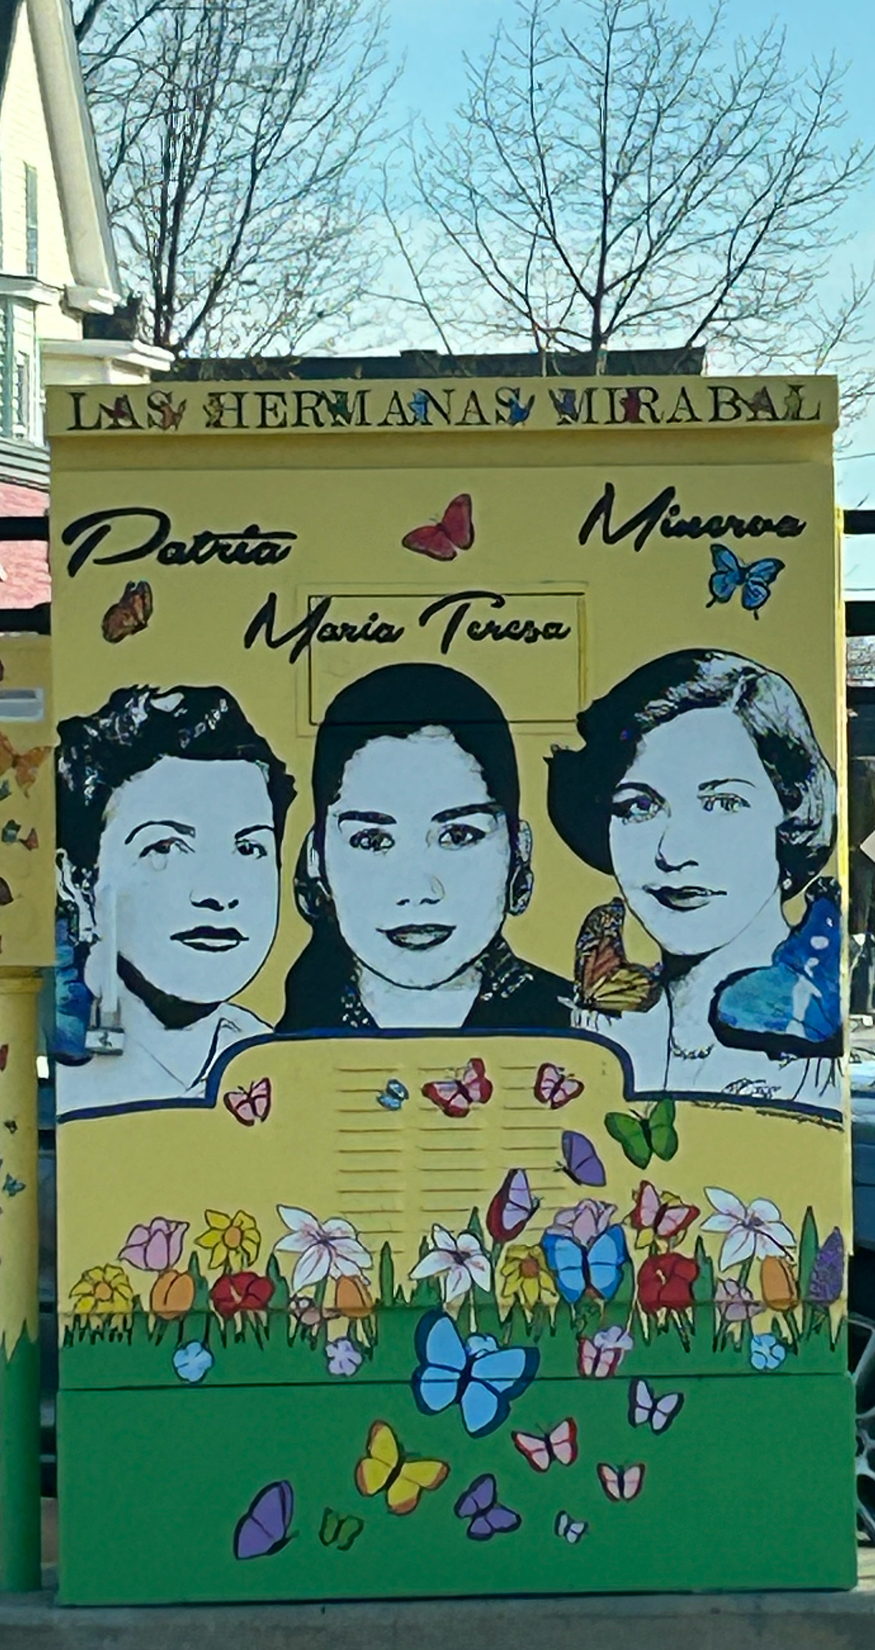 LAS HERMANAS MIRABAL
Patria
Minerva
Maria Teresa